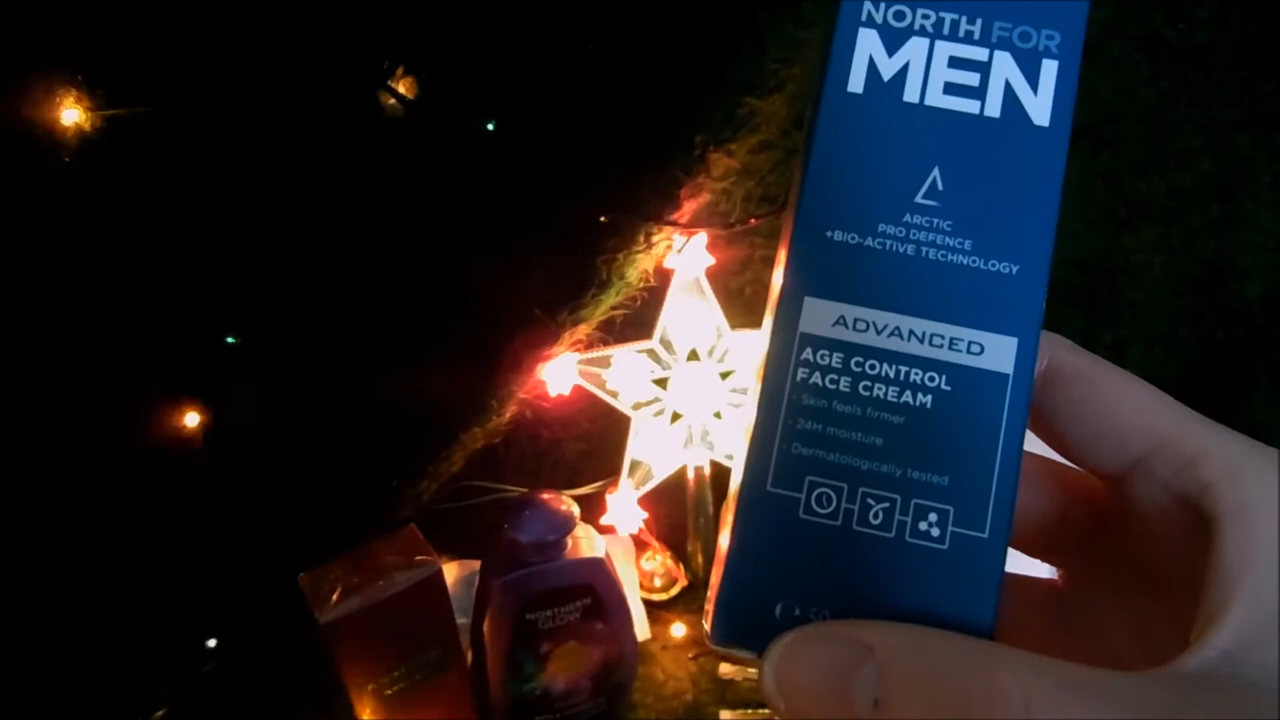 NORTH FOR
MEN
ARCTIC
PRO DEFENCE
+BIO-ACTIVE TECHNOLOGY
ADVANCED
AGE CONTROL
FACE CREAM
- Skin feels firmer
- 24H moisture
- Dermatologically tested
50
NORTHERN
GLOW